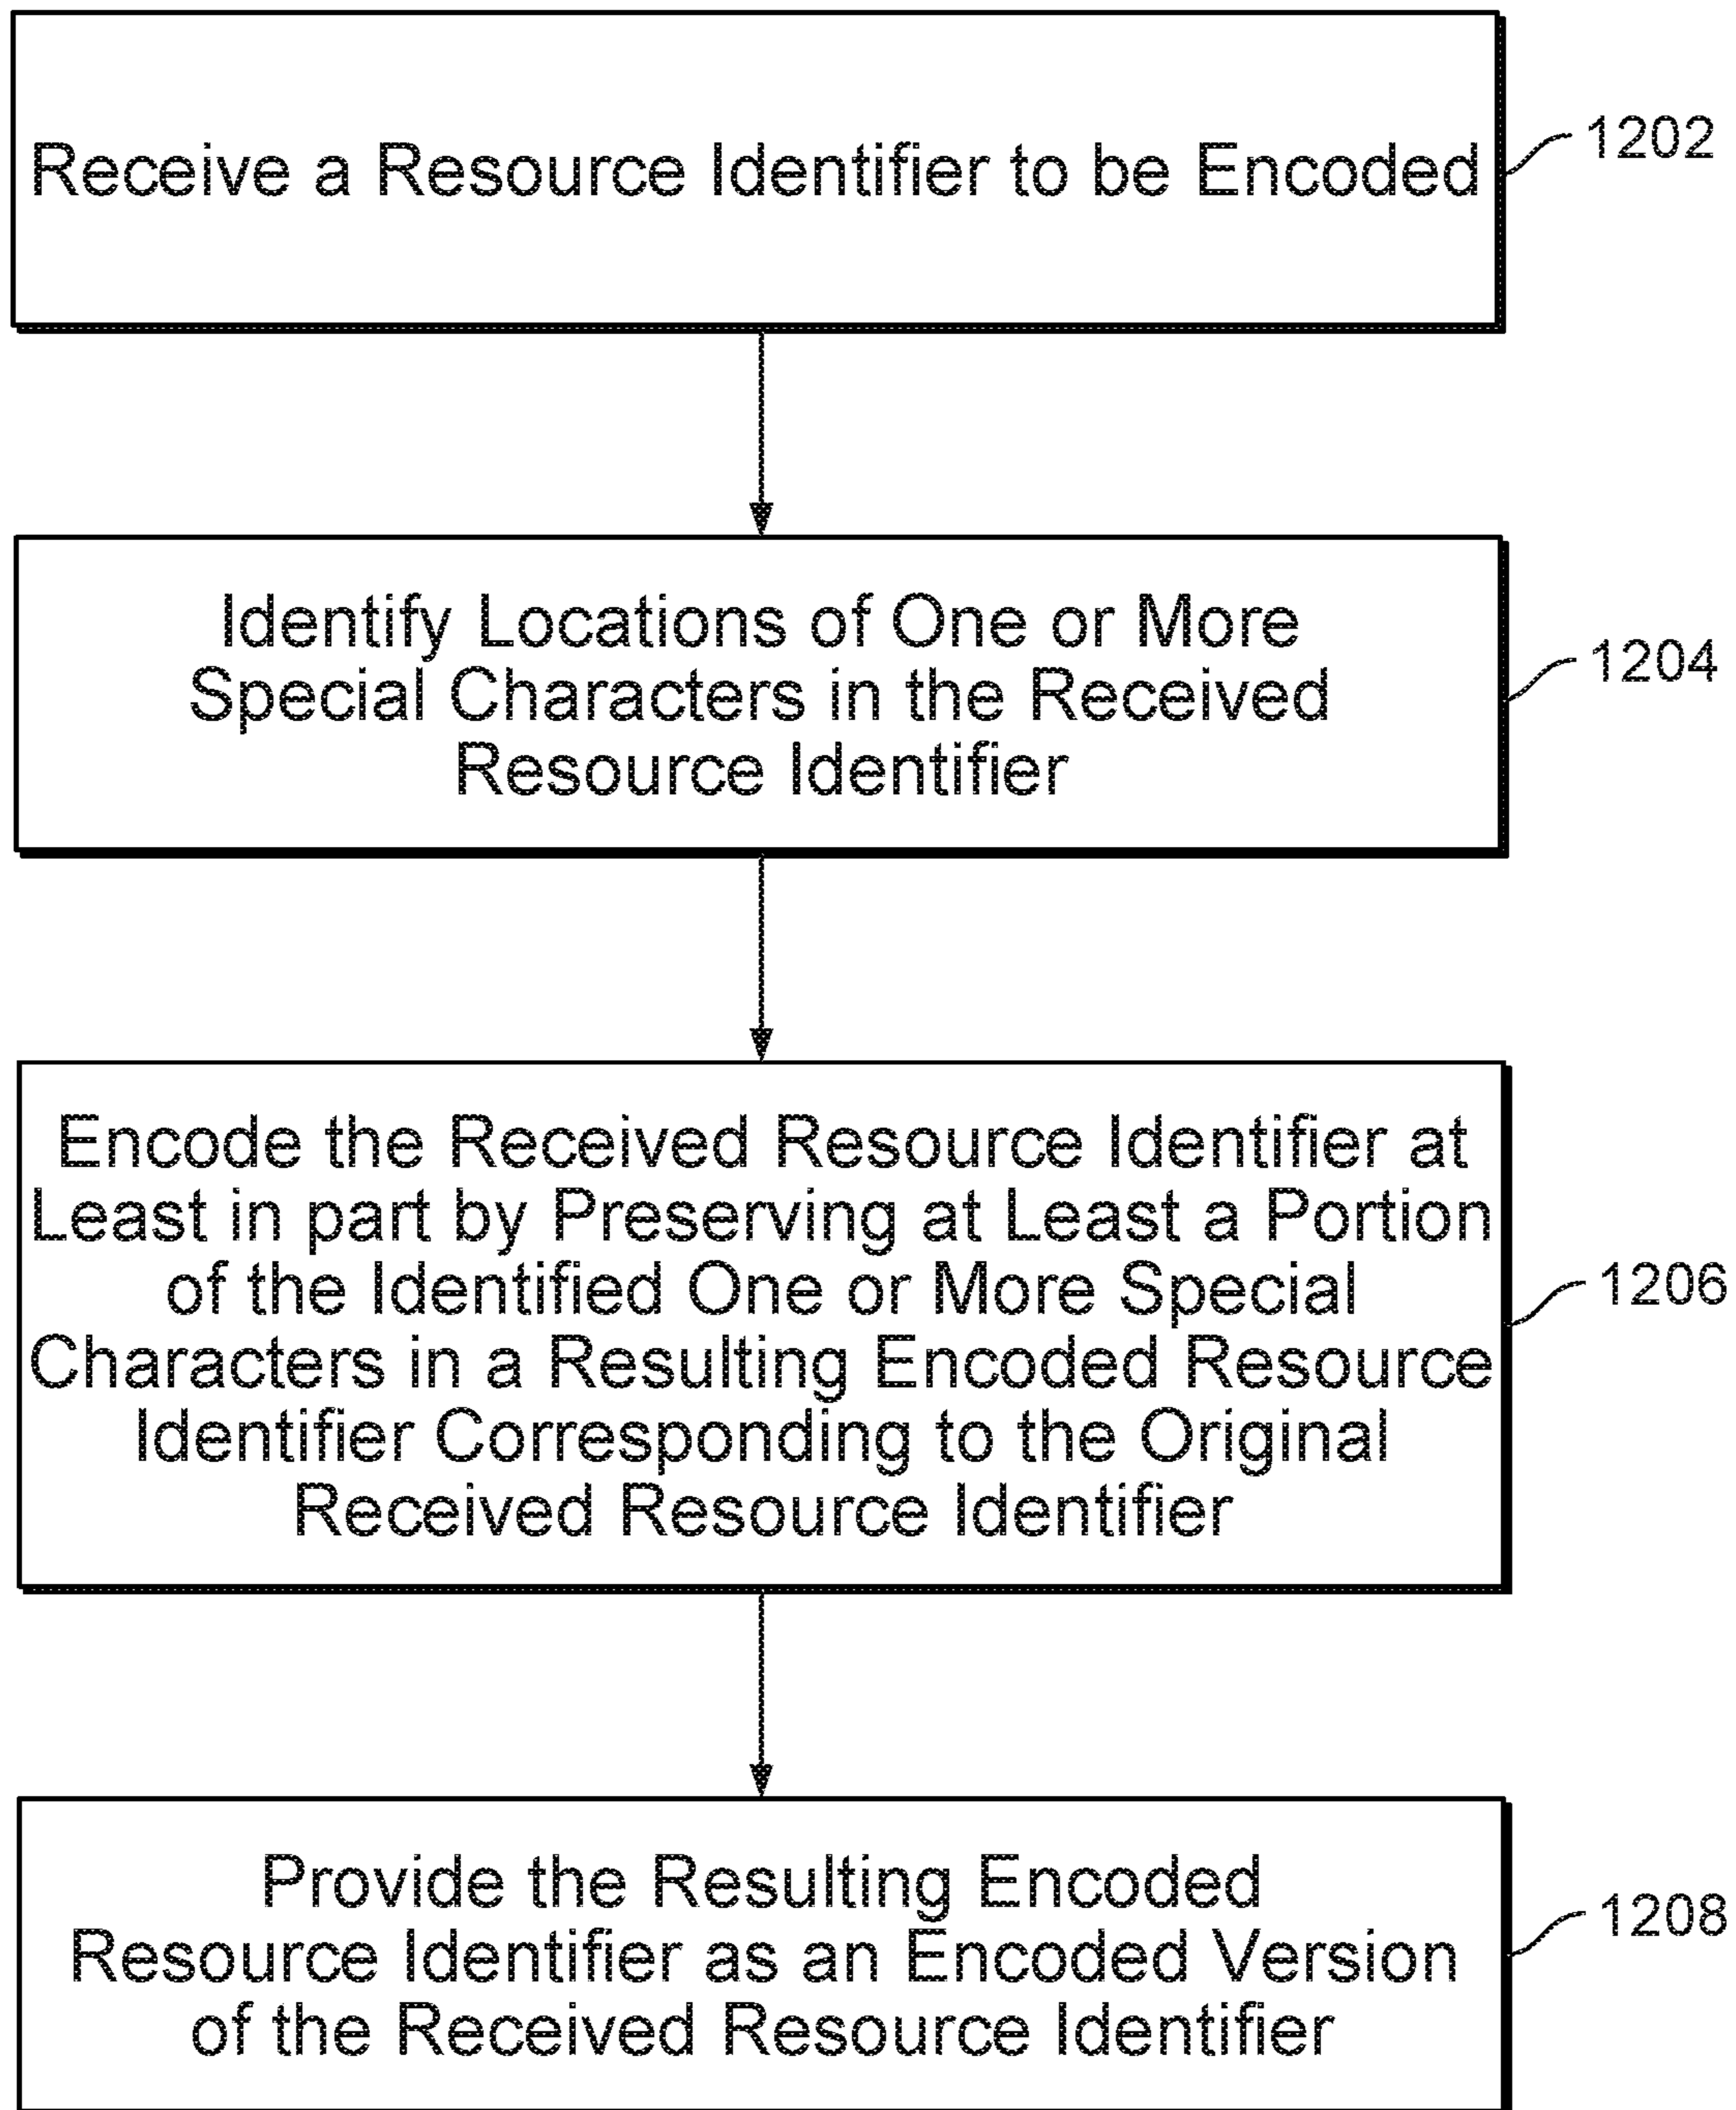 Receive a Resource Identifier to be Encoded
1202
Identify Locations of One or More
Special Characters in the Received
Resource Identifier
1204
Encode the Received Resource Identifier at
Least in part by Preserving at Least a Portion
of the Identified One or More Special
Characters in a Resulting Encoded Resource
Identifier Corresponding to the Original
Received Resource Identifier
1206
Provide the Resulting Encoded
Resource Identifier as an Encoded Version
of the Received Resource Identifier
1208